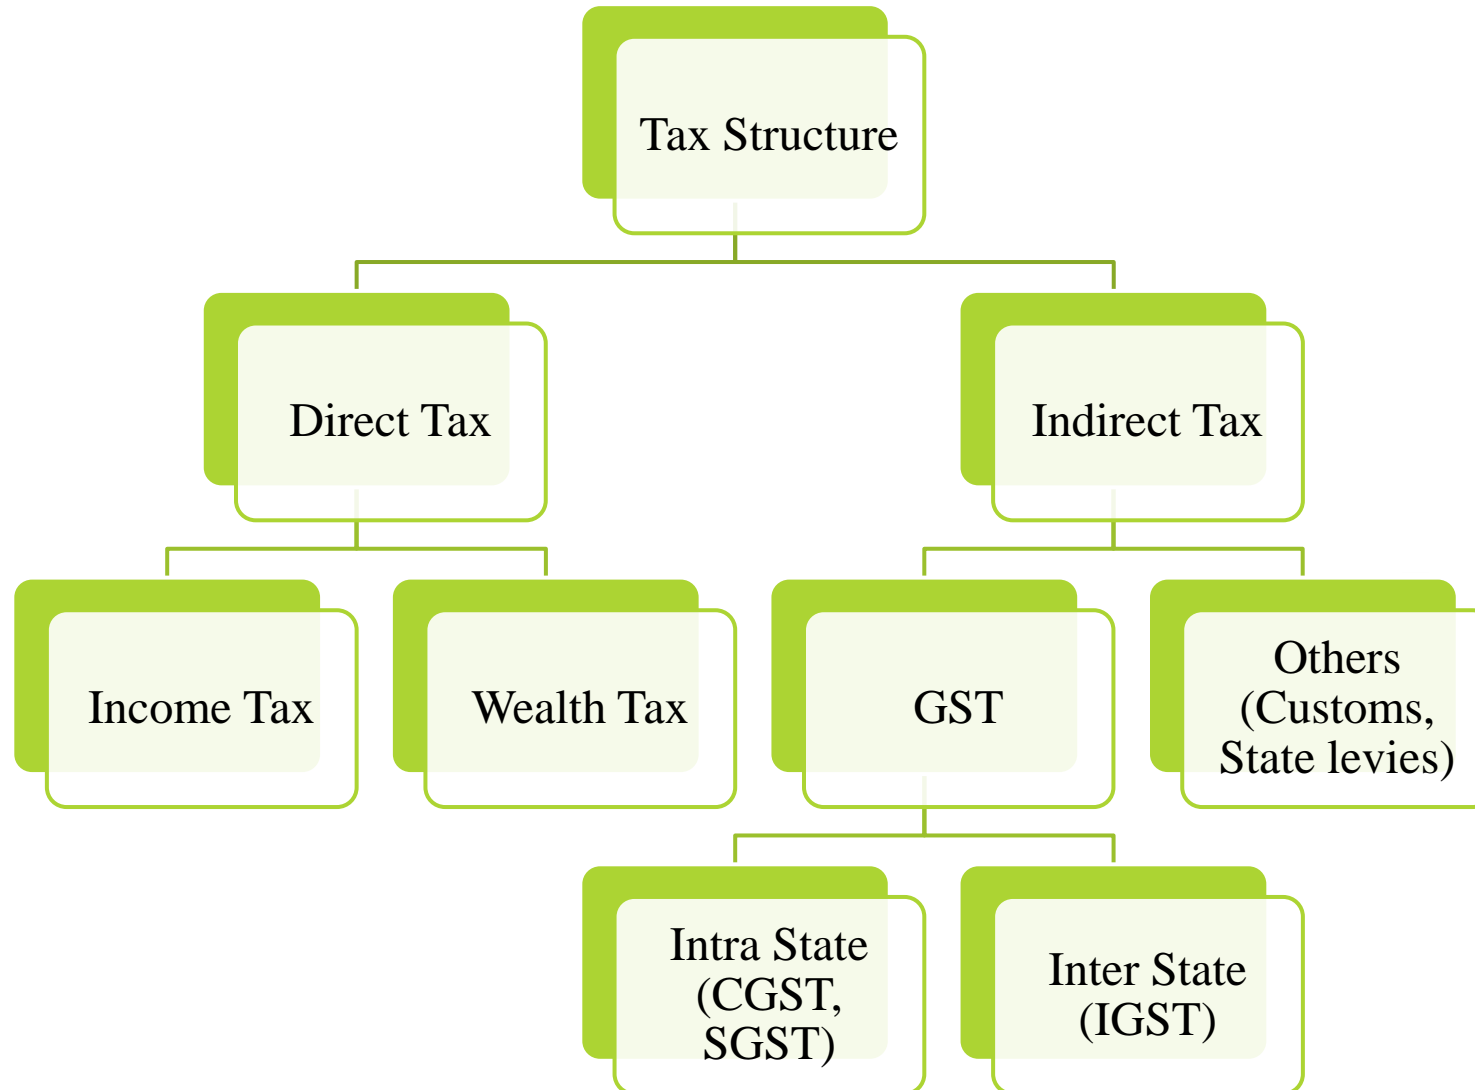 Tax Structure
Direct Tax
Indirect Tax
Income Tax
Wealth Tax
GST
Others
(Customs,
State levies)
Intra State
(CGST,
SGST)
Inter State
(IGST)